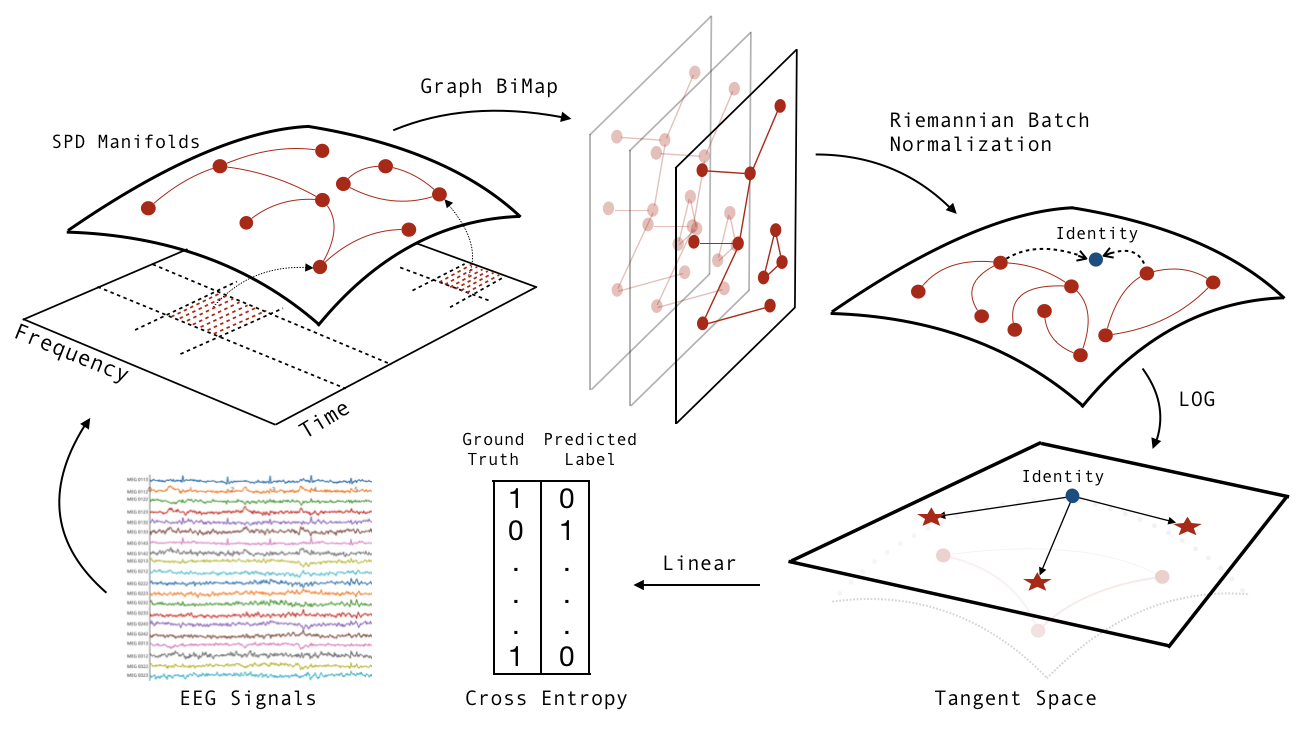 Graph BiMap
SPD Manifolds
Riemannian Batch
Normalization
Identity
Frequency
Time
LOG
Ground Predicted
Truth Label
1 0
0 1
. .
. .
. .
1 0
Cross Entropy
Linear
Identity
Tangent Space
EEG Signals